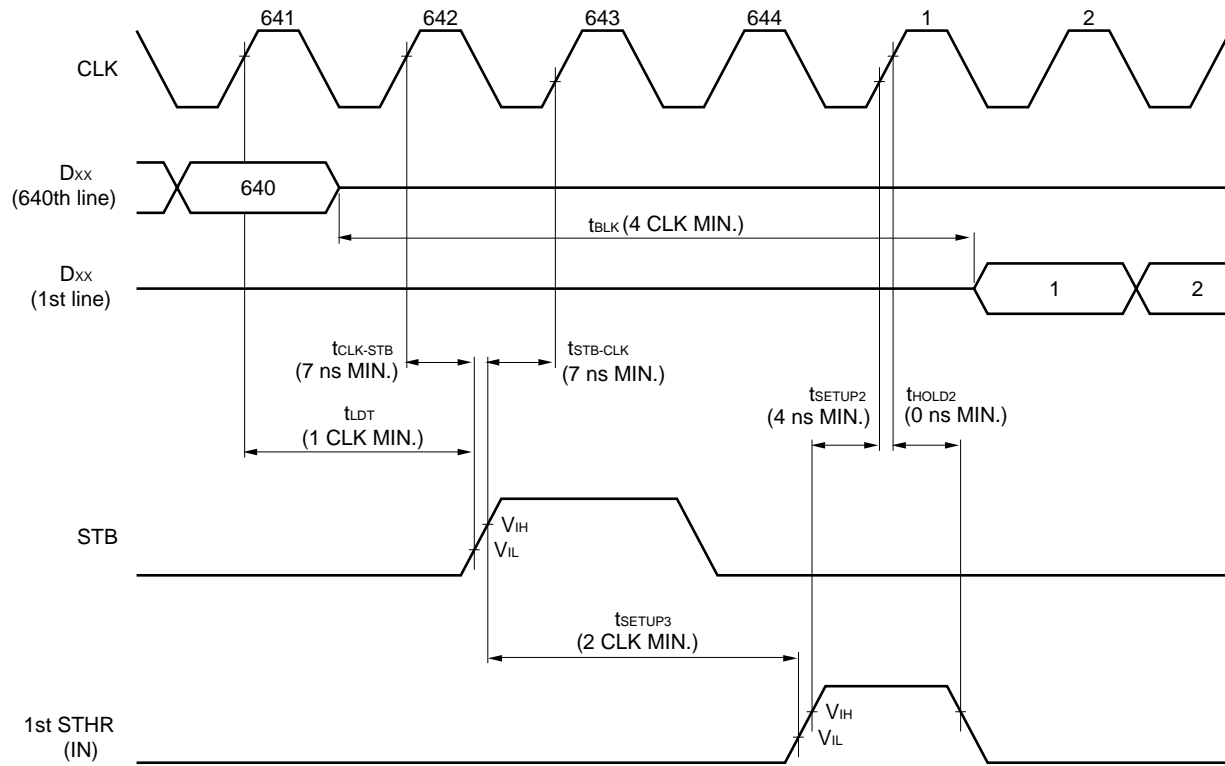 641 642 643 644 1 2
CLK
DXX
(640th line)
640
tBLK (4 CLK MIN.)
DXX
(1st line)
1 2
tCLK-STB
(7 ns MIN.)
tSTB-CLK
(7 ns MIN.)
tSETUP2
(4 ns MIN.)
tHOLD2
(0 ns MIN.)
tLDT
(1 CLK MIN.)
STB
VIH
VIL
tSETUP3
(2 CLK MIN.)
1st STHR
(IN)
VIH
VIL